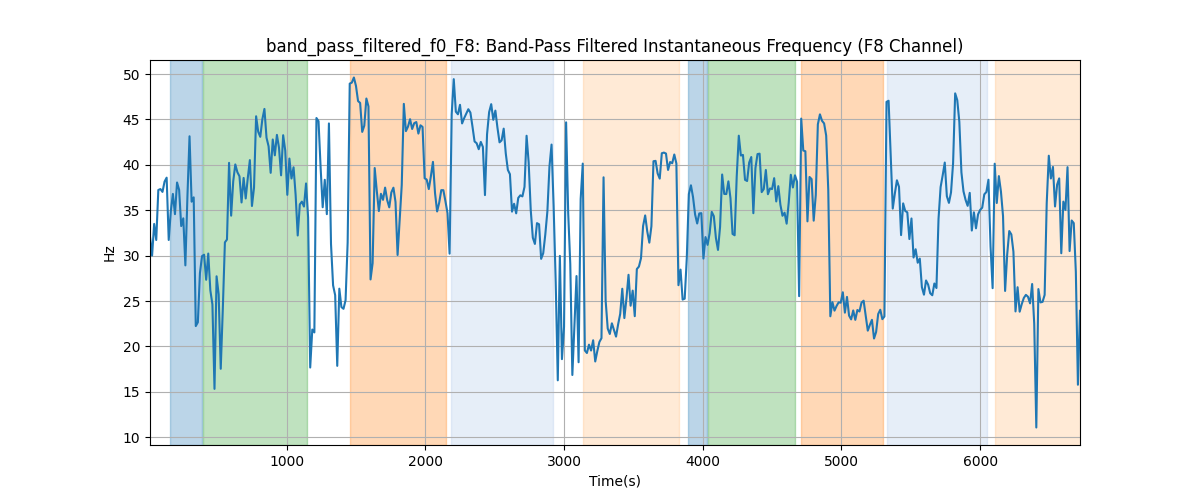 band_pass_filtered_f0_F8: Band-Pass Filtered Instantaneous Frequency (F8 Channel)
50
45
40
35
30
25
20
15
10
Hz
1000 2000 3000 4000 5000 6000
Time(s)